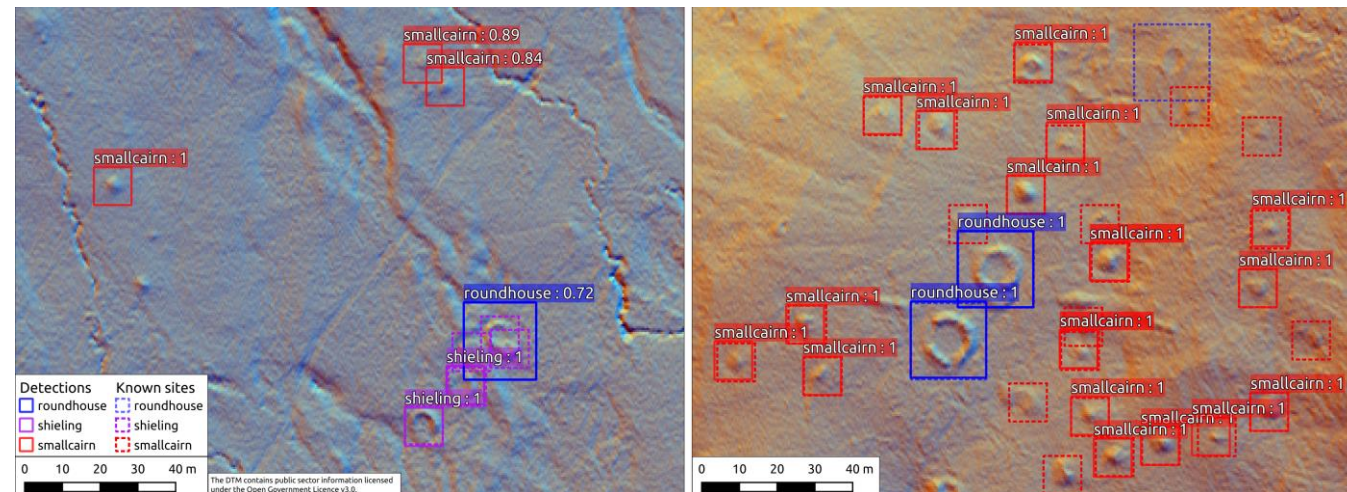 smallcairn : 0.89
smallcairn : 0.84
smallcairn : 1
roundhouse : 0.72
shieling : 1
shieling : 1
Detections Known sites
roundhouse roundhouse
shieling shieling
smallcairn smallcairn
0 10 20 30 40 m
The DTM contains public sector information licensed
under the Open Government Licence v3.0.
smallcairn : 1
smallcairn : 1
smallcairn : 1
smallcairn : 1
smallcairn : 1
smallcairn : 1
roundhouse : 1
smallcairn : 1
smallcairn : 1
roundhouse : 1
smallcairn : 1
smallcairn : 1
smallcairn : 1
smallcairn : 1
smallcairn : 1
smallcairn : 1
smallcairn : 1
smallcairn : 1
smallcairn : 1
0 10 20 30 40 m